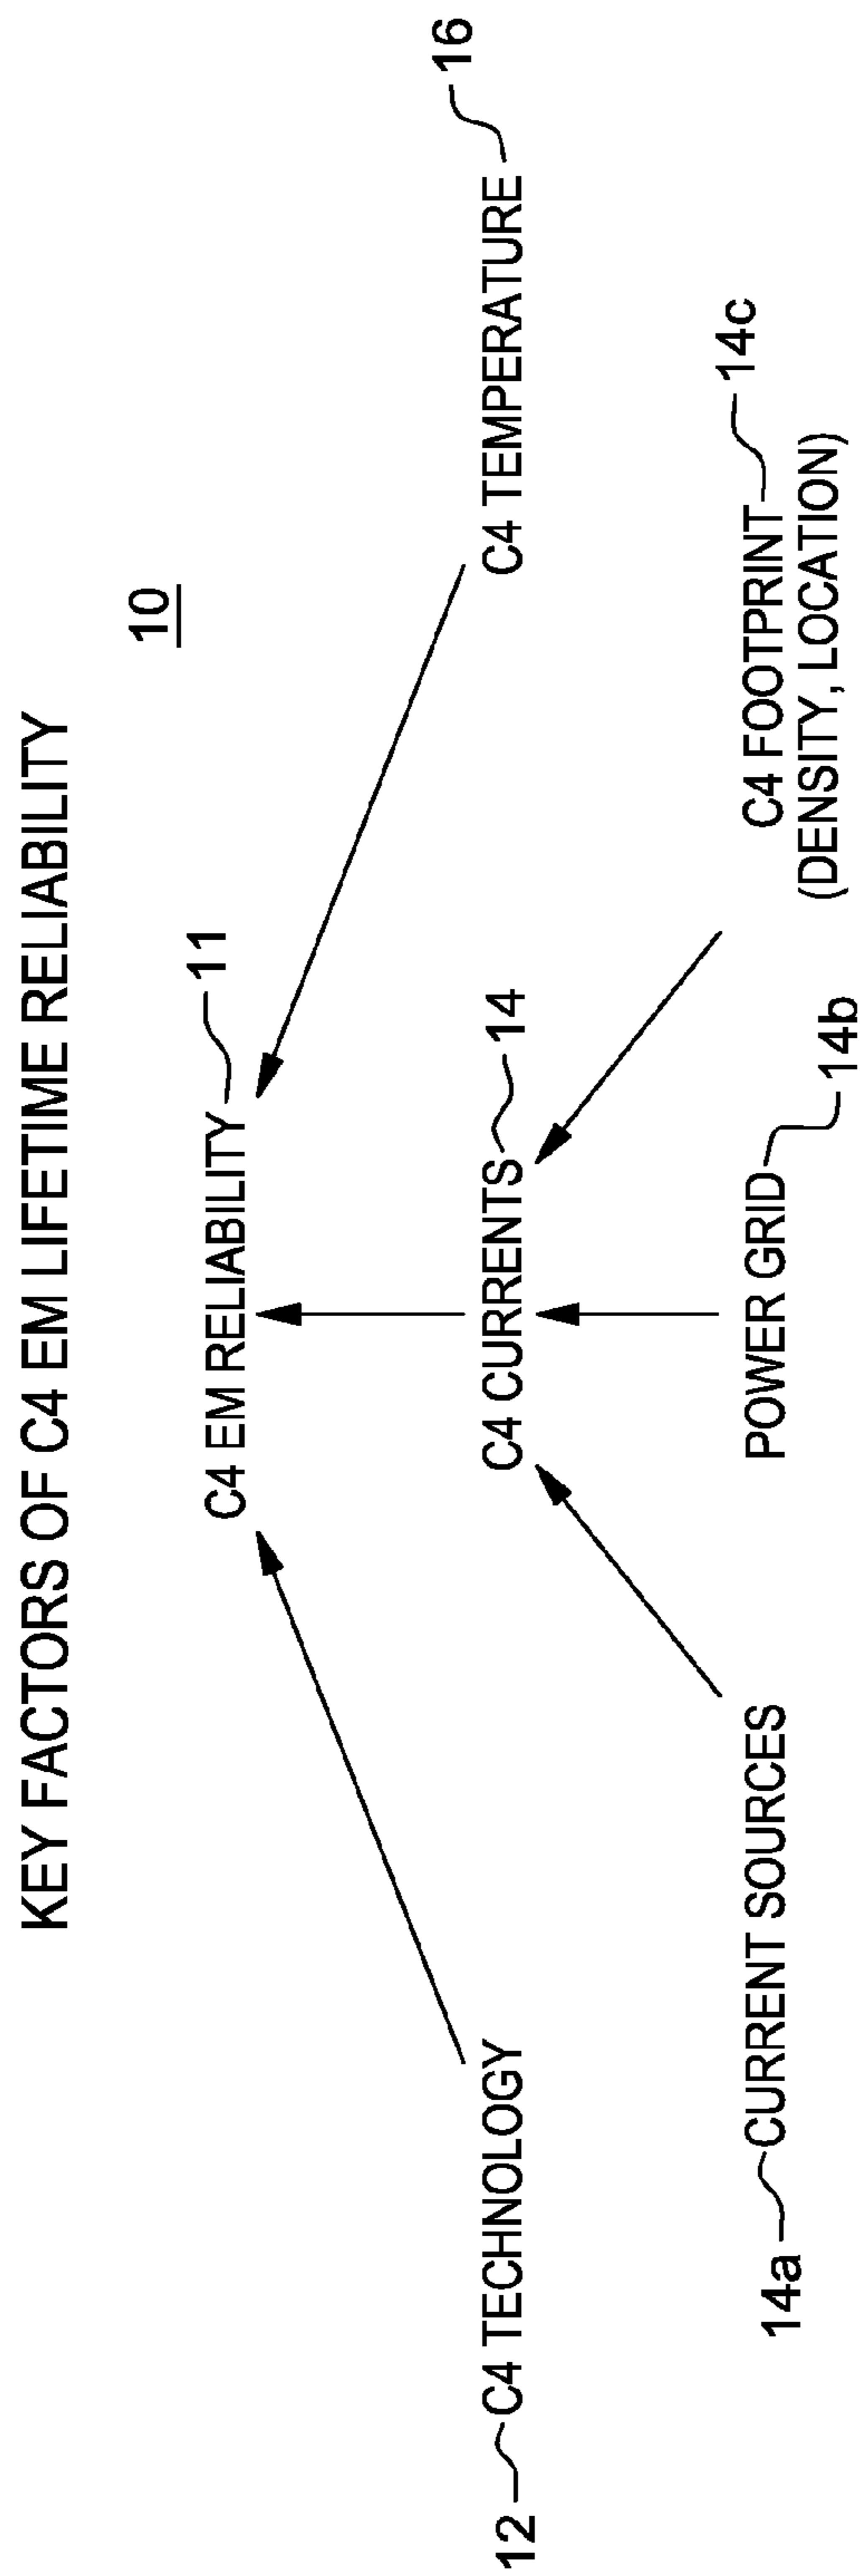 KEY FACTORS OF C4 EM LIFETIME RELIABILITY
10
C4 EM RELIABILITY 11
12 C4 TECHNOLOGY
C4 CURRENTS 14
C4 TEMPERATURE 16
14a CURRENT SOURCES
POWER GRID 14b
C4 FOOTPRINT 14c
(DENSITY, LOCATION)